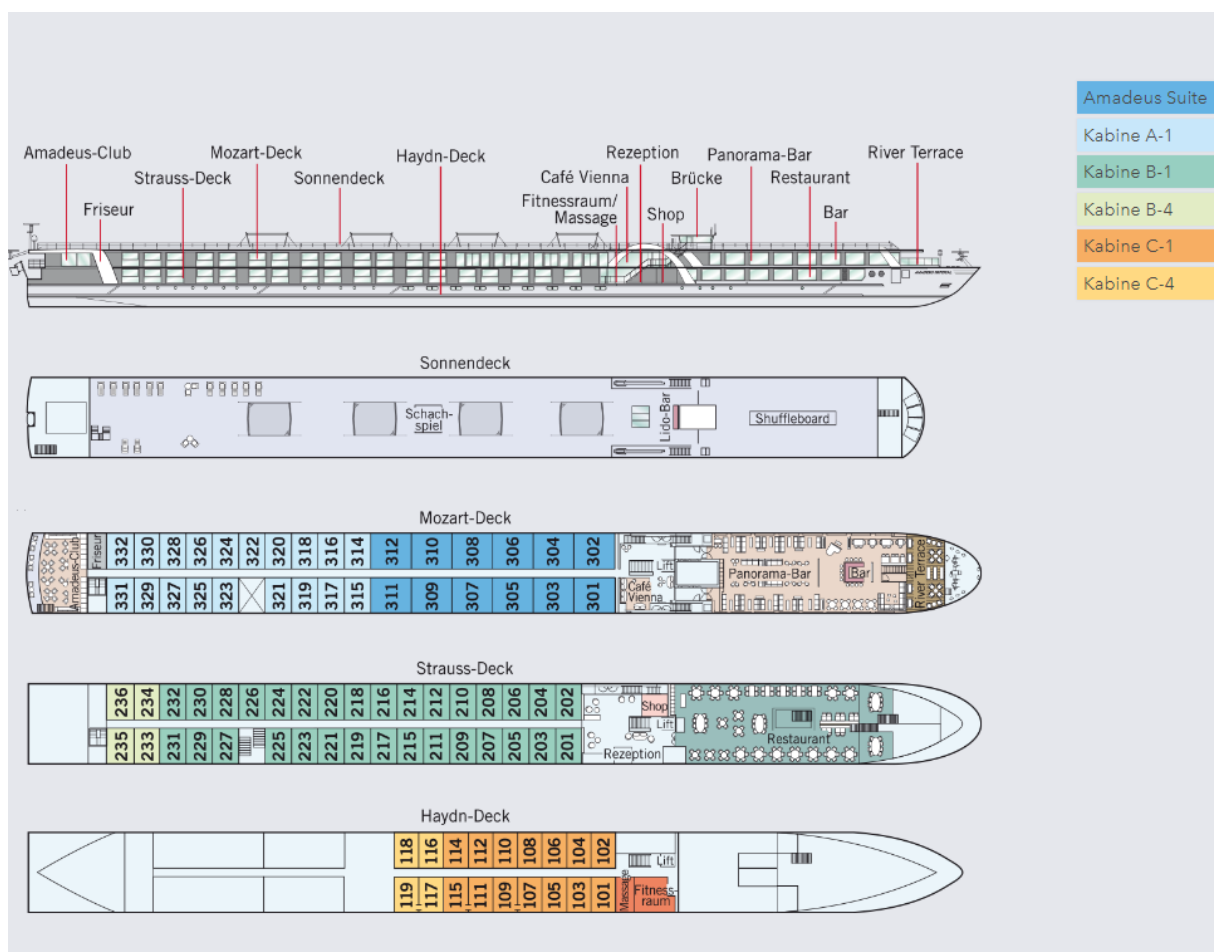 Amadeus Suite
Kabine A-1
Kabine B-1
Kabine B-4
Kabine C-1
Kabine C-4
Amadeus-Club
Mozart-Deck
Haydn-Deck
Rezeption
Panorama-Bar
River Terrace
Strauss-Deck
Sonnendeck
Café Vienna
Brücke
Restaurant
Friseur
Fitnessraum/
Massage
Shop
Bar
Sonnendeck
Schach-
spiel
Lido-Bar
Shuffleboard
Mozart-Deck
Amadeus-Club
Friseur
332 330 328 326 324 322 320 318 316 314 312 310 308 306 304 302
331 329 327 325 323 321 319 317 315 311 309 307 305 303 301
Lift
Café
Vienna
Panorama-Bar
Bar
River Terrace
Strauss-Deck
236 234 232 230 228 226 224 222 220 218 216 214 212 210 208 206 204 202
235 233 231 229 227 225 223 221 219 217 215 211 209 207 205 203 201
Shop
Lift
Rezeption
Restaurant
Haydn-Deck
118 116 114 112 110 108 106 104 102
119 117 115 111 109 107 105 103 101
Lift
Massage
Fitness-
raum